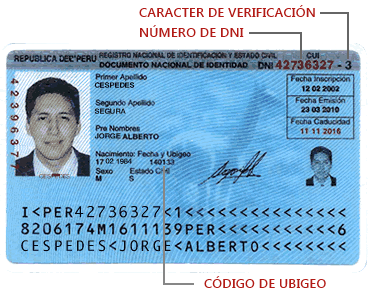 CARACTER DE VERIFICACIÓN
NÚMERO DE DNI
REPUBLICA DEL PERU
REGISTRO NACIONAL DE IDENTIFICACION Y ESTADO CIVIL
CUI
DOCUMENTO NACIONAL DE IDENTIDAD
DNI 42736327 - 3
Primer Apellido
CESPEDES
Segundo Apellido
SEGURA
Pre Nombres
JORGE ALBERTO
Nacimiento: Fecha y Ubigeo
17 02 1984 140133
Sexo Estado Civil
M S
Fecha Inscripción
12 02 2002
Fecha Emisión
23 03 2010
Fecha Caducidad
11 11 2016
I<PER42736327<1<<<<<<<<<<<<<<<
8206174M1611139PER<<<<<<<<<<<6
CESPEDES<<JORGE<ALBERTO<<<<<<<
CÓDIGO DE UBIGEO